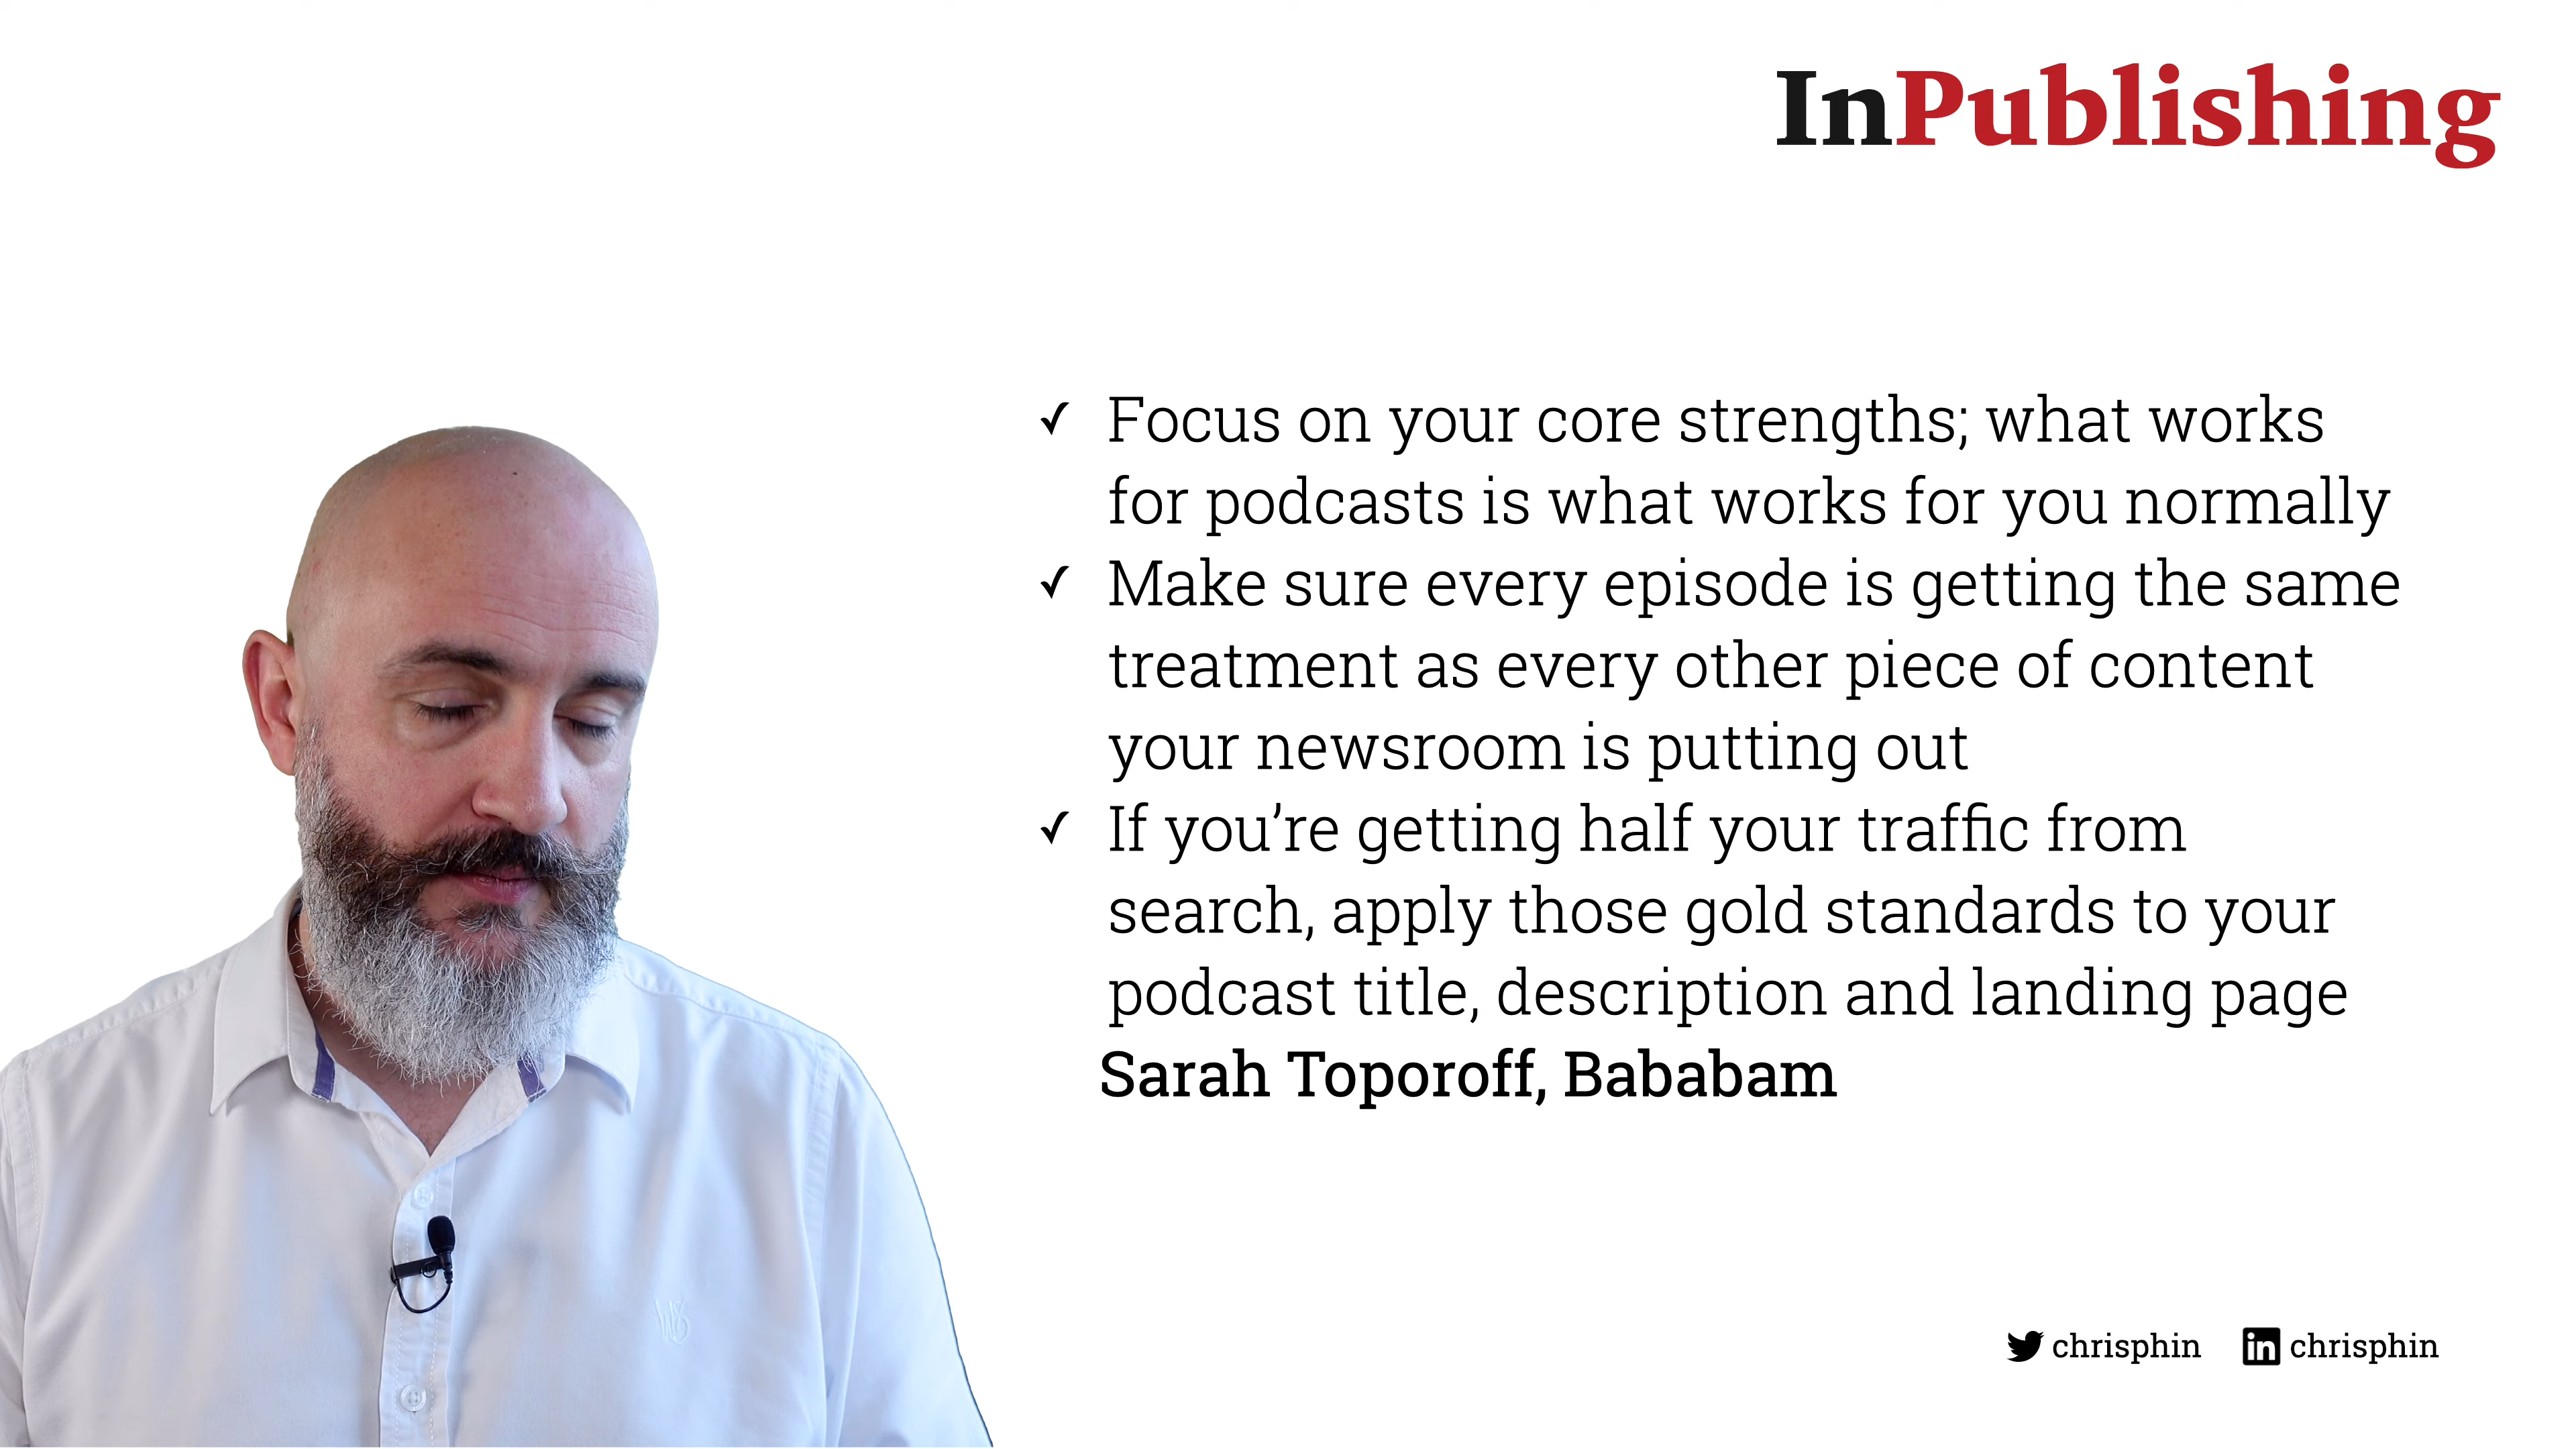 InPublishing
✓ Focus on your core strengths; what works
for podcasts is what works for you normally
✓ Make sure every episode is getting the same
treatment as every other piece of content
your newsroom is putting out
✓ If you’re getting half your traffic from
search, apply those gold standards to your
podcast title, description and landing page
Sarah Toporoff, Bababam
chrisphin in chrisphin